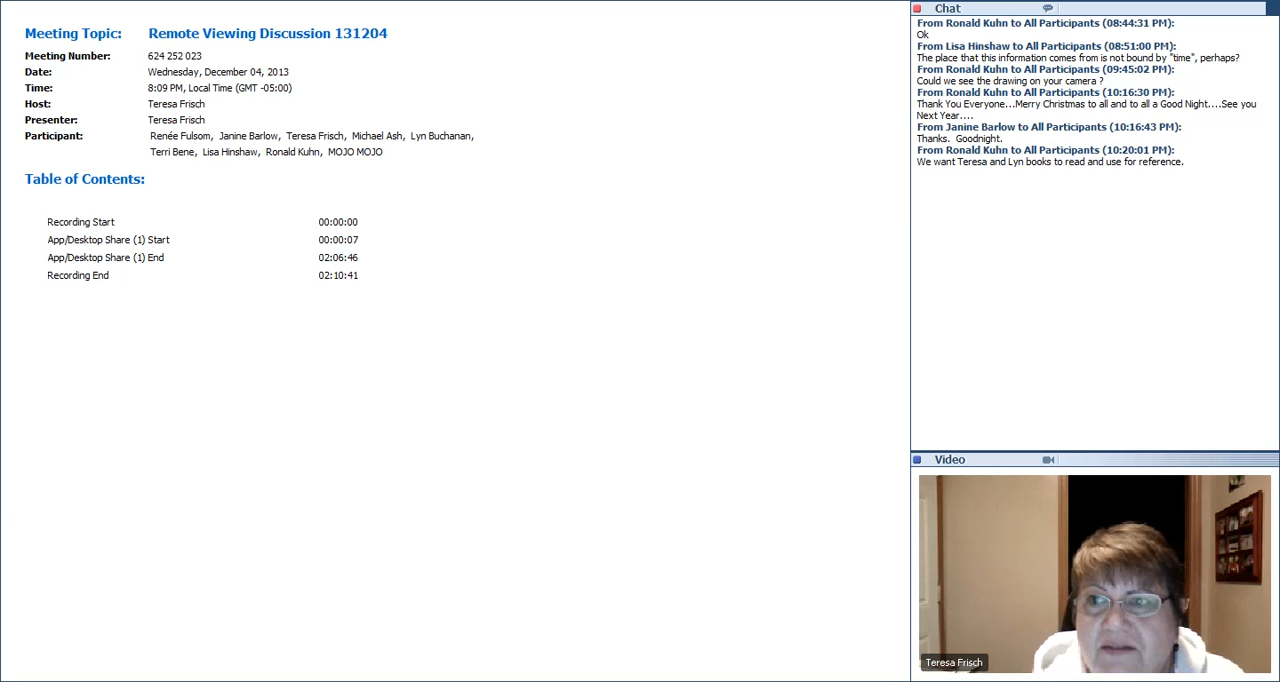 Meeting Topic: Remote Viewing Discussion 131204
Meeting Number: 624 252 023
Date: Wednesday, December 04, 2013
Time: 8:09 PM, Local Time (GMT -05:00)
Host: Teresa Frisch
Presenter: Teresa Frisch
Participant: Renée Fulsom, Janine Barlow, Teresa Frisch, Michael Ash, Lyn Buchanan,
Terri Bene, Lisa Hinshaw, Ronald Kuhn, MOJO MOJO
Table of Contents:
Recording Start 00:00:00
App/Desktop Share (1) Start 00:00:07
App/Desktop Share (1) End 02:06:46
Recording End 02:10:41
Chat
From Ronald Kuhn to All Participants (08:44:31 PM):
Ok
From Lisa Hinshaw to All Participants (08:51:00 PM):
The place that this information comes from is not bound by "time", perhaps?
From Ronald Kuhn to All Participants (09:45:02 PM):
Could we see the drawing on your camera ?
From Ronald Kuhn to All Participants (10:16:30 PM):
Thank You Everyone...Merry Christmas to all and to all a Good Night....See you
Next Year....
From Janine Barlow to All Participants (10:16:43 PM):
Thanks. Goodnight.
From Ronald Kuhn to All Participants (10:20:01 PM):
We want Teresa and Lyn books to read and use for reference.
Video
Teresa Frisch